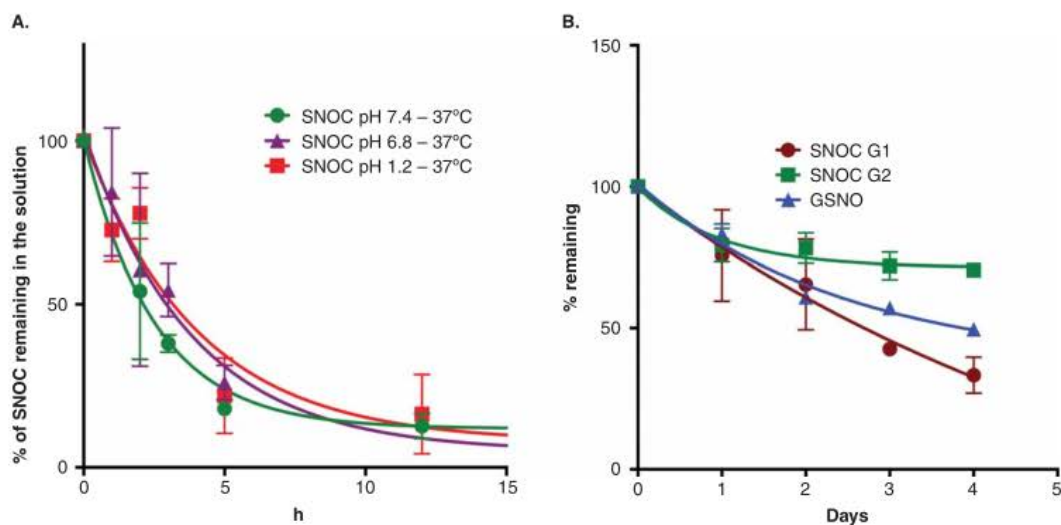 A.
% of SNOC remaining in the solution
100
50
0
0
5
10
15
h
SNOC pH 7.4 – 37ºC
SNOC pH 6.8 – 37ºC
SNOC pH 1.2 – 37ºC
B.
% remaining
150
100
50
0
0
1
2
3
4
5
Days
SNOC G1
SNOC G2
GSNO